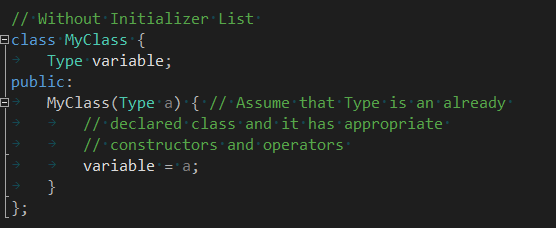 // Without Initializer List
class MyClass {
    Type variable;
public:
    MyClass(Type a) { // Assume that Type is an already
        // declared class and it has appropriate
        // constructors and operators
        variable = a;
    }
};